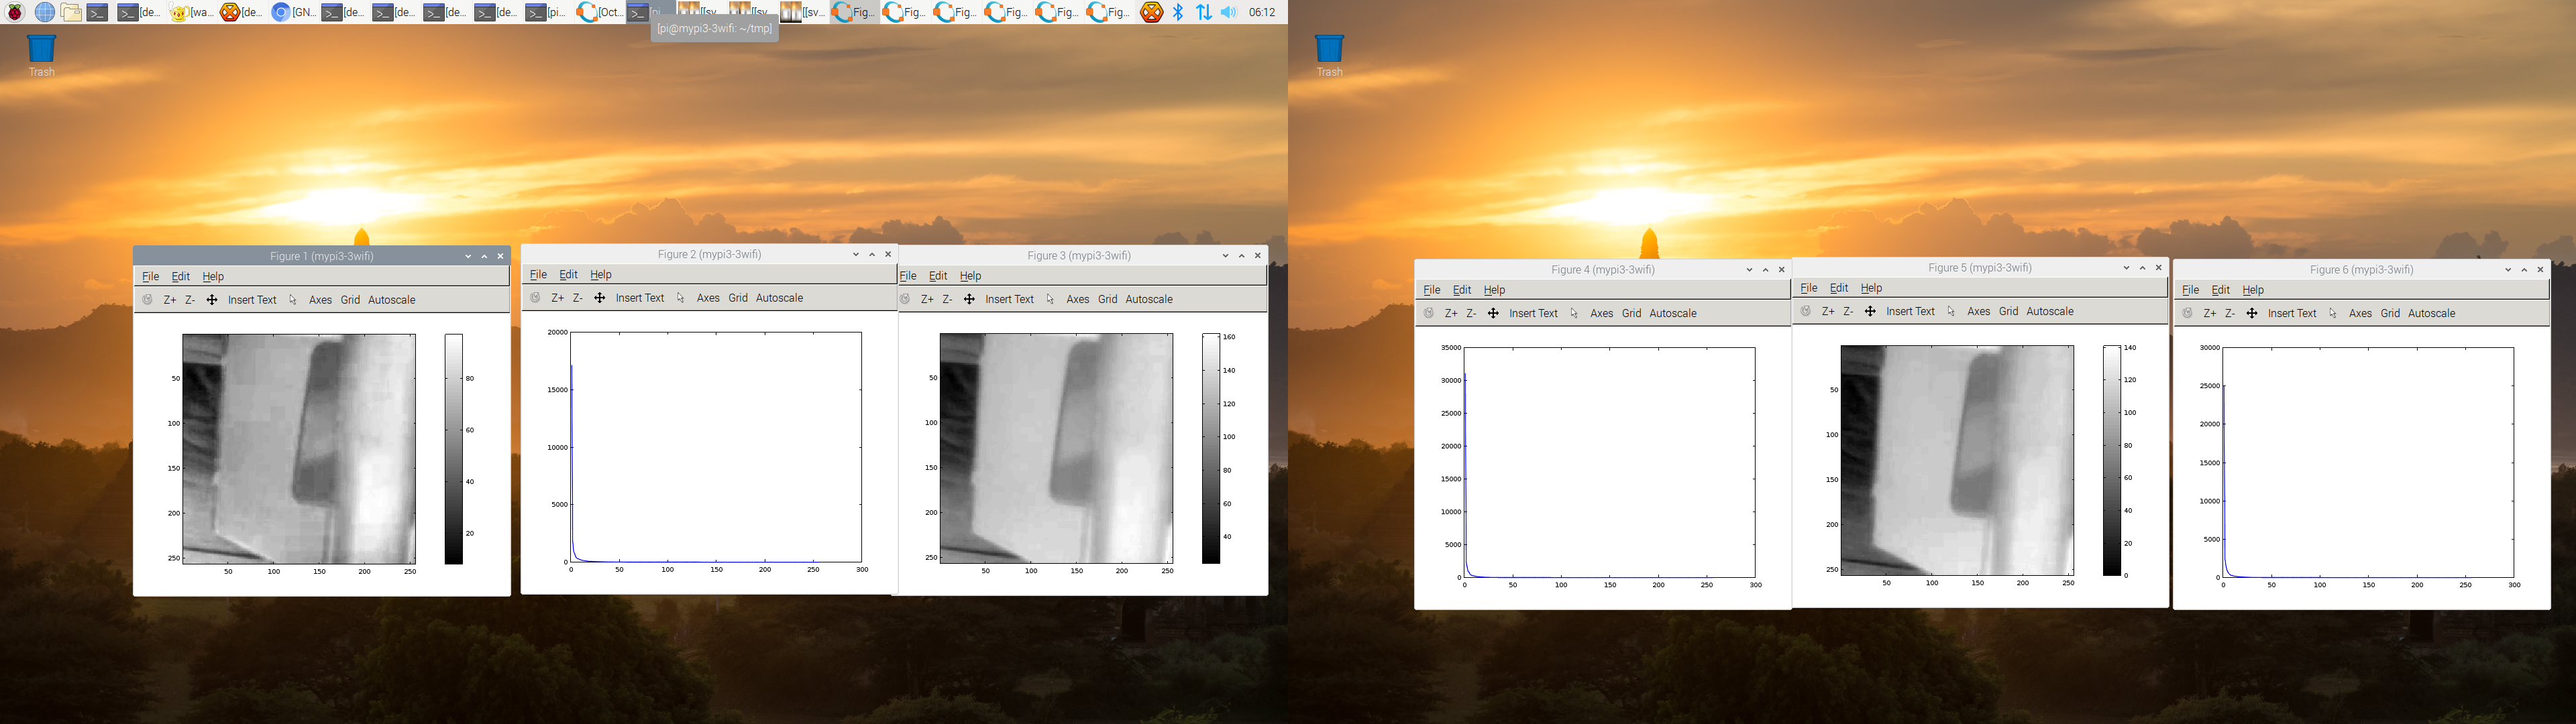 [de...
[wa...
[de...
[GN...
[de...
[de...
[de...
[de...
[pi...
[Oct...
[pi...
[[sv...
[[sv...
[[sv...
Fig...
Fig...
Fig...
Fig...
Fig...
Fig...
06:12
[pi@mypi3-3wifi: ~/tmp]
Trash
Trash
Figure 1 (mypi3-3wifi)
File Edit Help
Z+ Z- Insert Text Axes Grid Autoscale
50
100
150
200
250
50 100 150 200 250
80
60
40
20
Figure 2 (mypi3-3wifi)
File Edit Help
Z+ Z- Insert Text Axes Grid Autoscale
20000
15000
10000
5000
0
0 50 100 150 200 250 300
Figure 3 (mypi3-3wifi)
File Edit Help
Z+ Z- Insert Text Axes Grid Autoscale
50
100
150
200
250
50 100 150 200 250
160
140
120
100
80
60
40
Figure 4 (mypi3-3wifi)
File Edit Help
Z+ Z- Insert Text Axes Grid Autoscale
35000
30000
25000
20000
15000
10000
5000
0
0 50 100 150 200 250 300
Figure 5 (mypi3-3wifi)
File Edit Help
Z+ Z- Insert Text Axes Grid Autoscale
50
100
150
200
250
50 100 150 200 250
140
120
100
80
60
40
20
0
Figure 6 (mypi3-3wifi)
File Edit Help
Z+ Z- Insert Text Axes Grid Autoscale
30000
25000
20000
15000
10000
5000
0
0 50 100 150 200 250 300